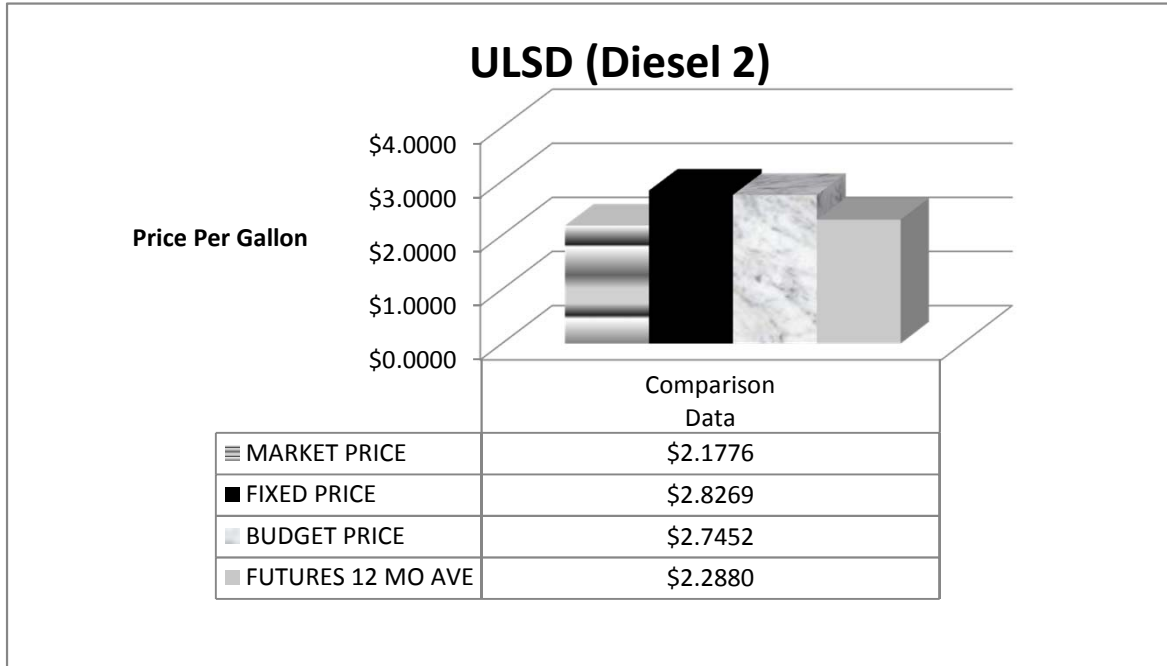 ULSD (Diesel 2)
$4.0000
$3.0000
$2.0000
$1.0000
$0.0000
Price Per Gallon
Comparison
Data
MARKET PRICE $2.1776
FIXED PRICE $2.8269
BUDGET PRICE $2.7452
FUTURES 12 MO AVE $2.2880